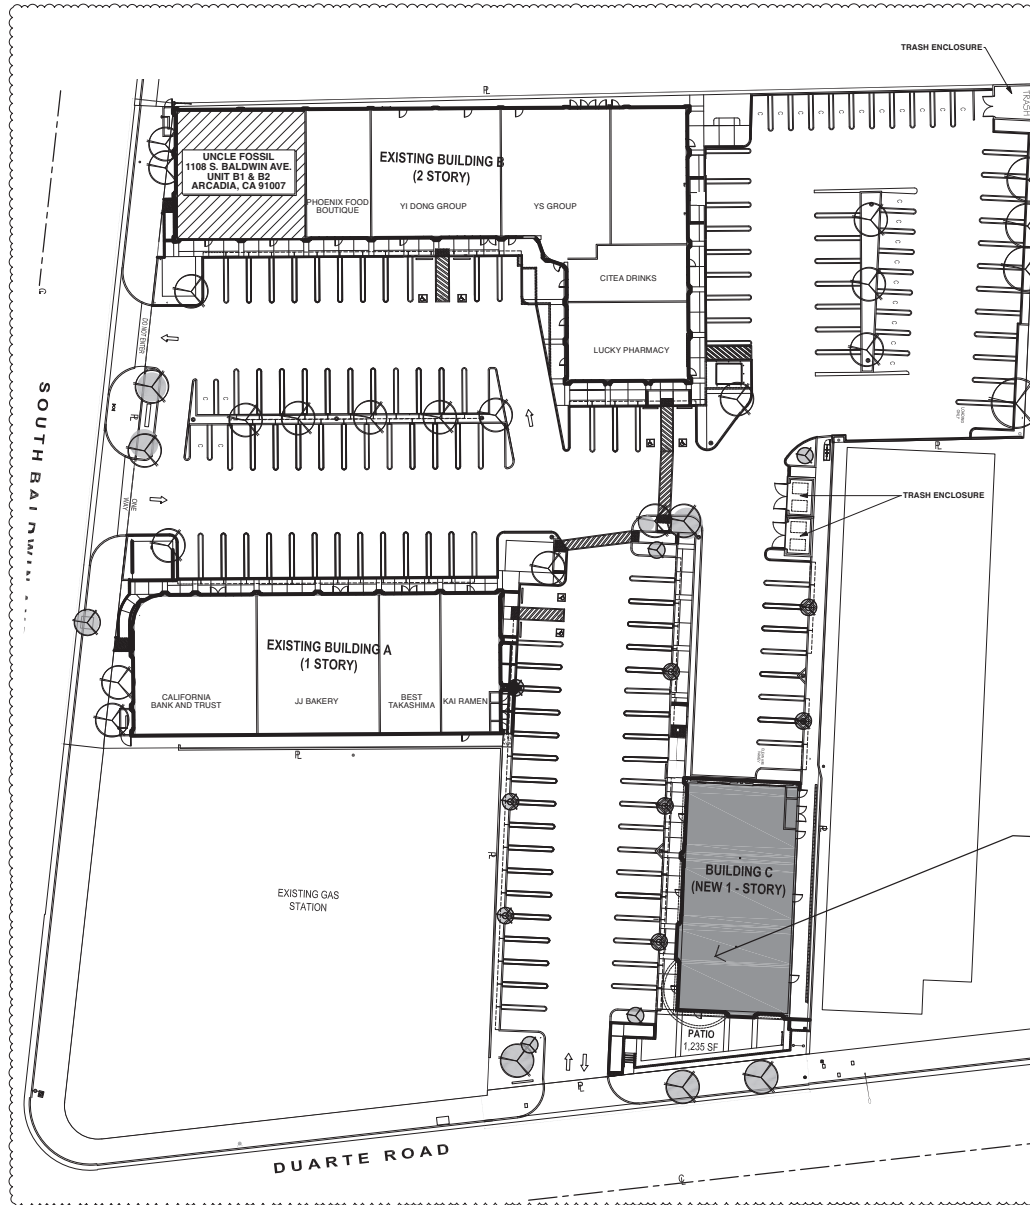 TRASH ENCLOSURE
TRASH
UNCLE FOSSIL
1108 S. BALDWIN AVE.
UNIT B1 & B2
ARCADIA, CA 91007
EXISTING BUILDING B
(2 STORY)
PHOENIX FOOD
BOUTIQUE
YI DONG GROUP
YS GROUP
CITEA DRINKS
LUCKY PHARMACY
DO NOT ENTER
ONE
WAY
TRASH ENCLOSURE
EXISTING BUILDING A
(1 STORY)
CALIFORNIA
BANK AND TRUST
JJ BAKERY
BEST
TAKASHIMA
KAI RAMEN
EXISTING GAS
STATION
BUILDING C
(NEW 1 - STORY)
PATIO
1,235 SF
SOUTH BALDWIN
DUARTE ROAD